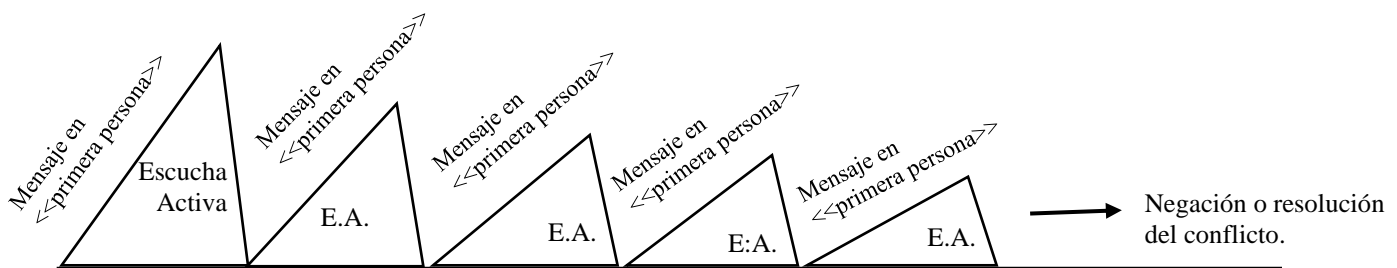 Mensaje en
<<primera persona>>
Escucha
Activa
Mensaje en
<<primera persona>>
E.A.
Mensaje en
<<primera persona>>
E.A.
Mensaje en
<<primera persona>>
E:A.
Mensaje en
<<primera persona>>
E.A.
Negación o resolución
del conflicto.